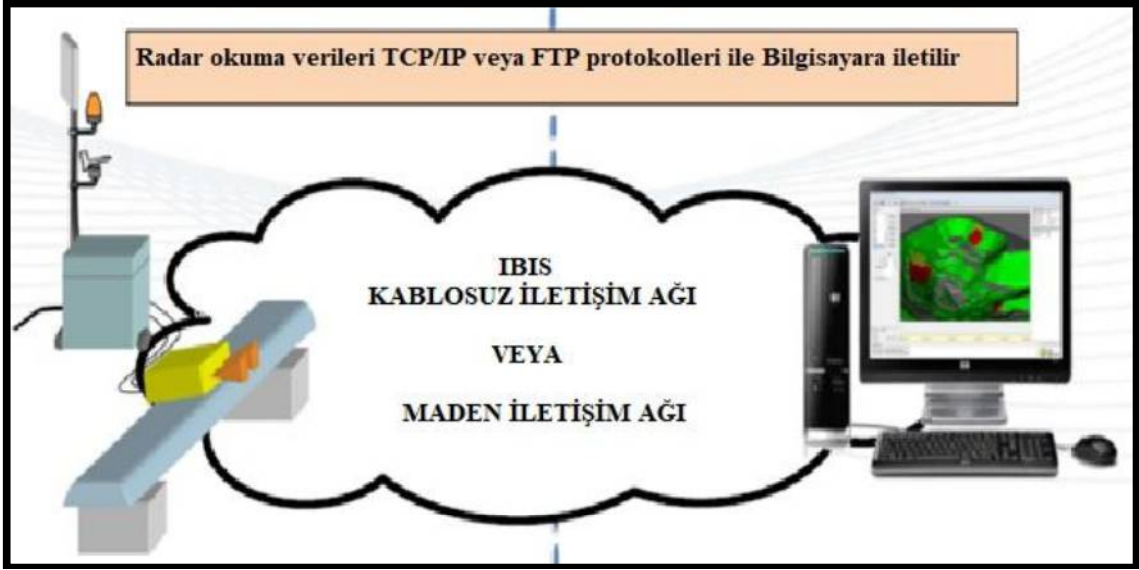 Radar okuma verileri TCP/IP veya FTP protokolleri ile Bilgisayara iletilir
IBIS
KABLOSUZ İLETİŞİM AĞI
VEYA
MADEN İLETİŞİM AĞI